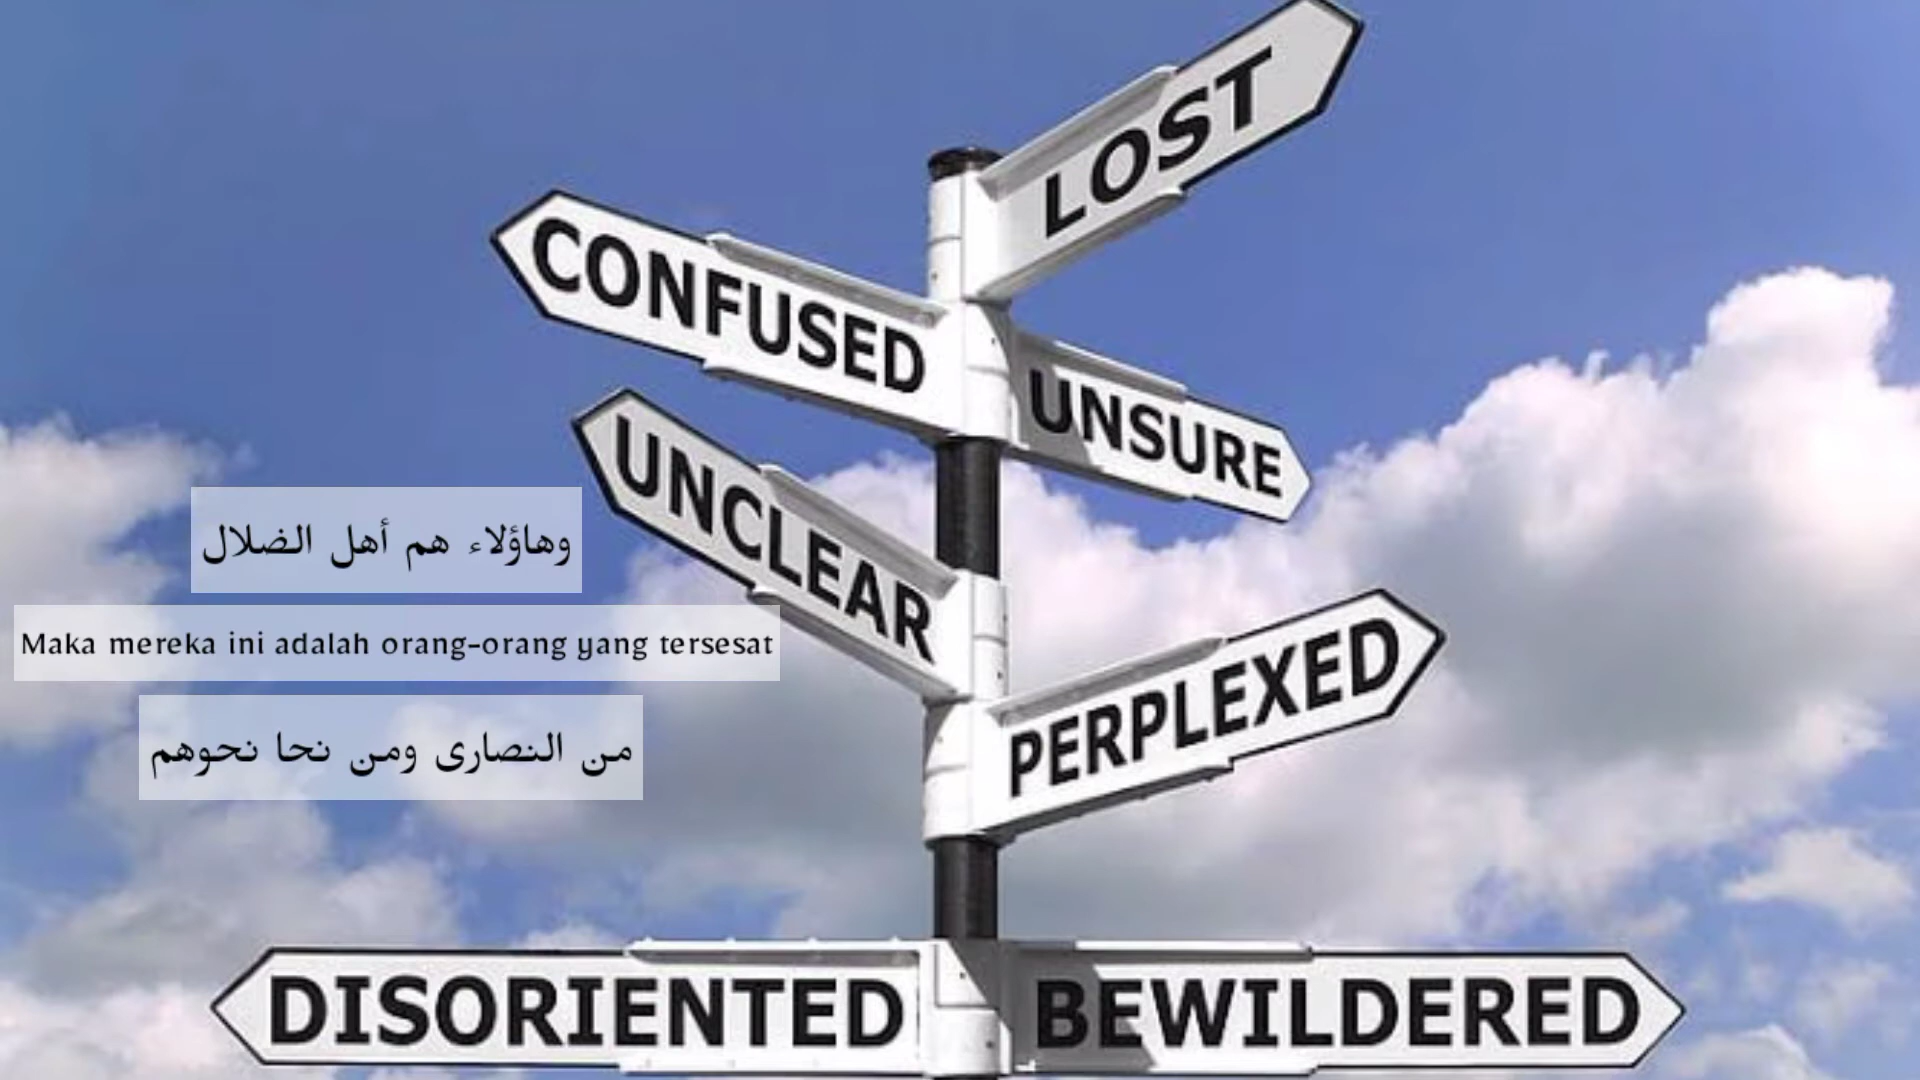 LOST
CONFUSED
UNSURE
UNCLEAR
وهاؤلاء هم أهل الضلال
Maka mereka ini adalah orang-orang yang tersesat
PERPLEXED
من النصارى ومن نحا نحوهم
DISORIENTED
BEWILDERED